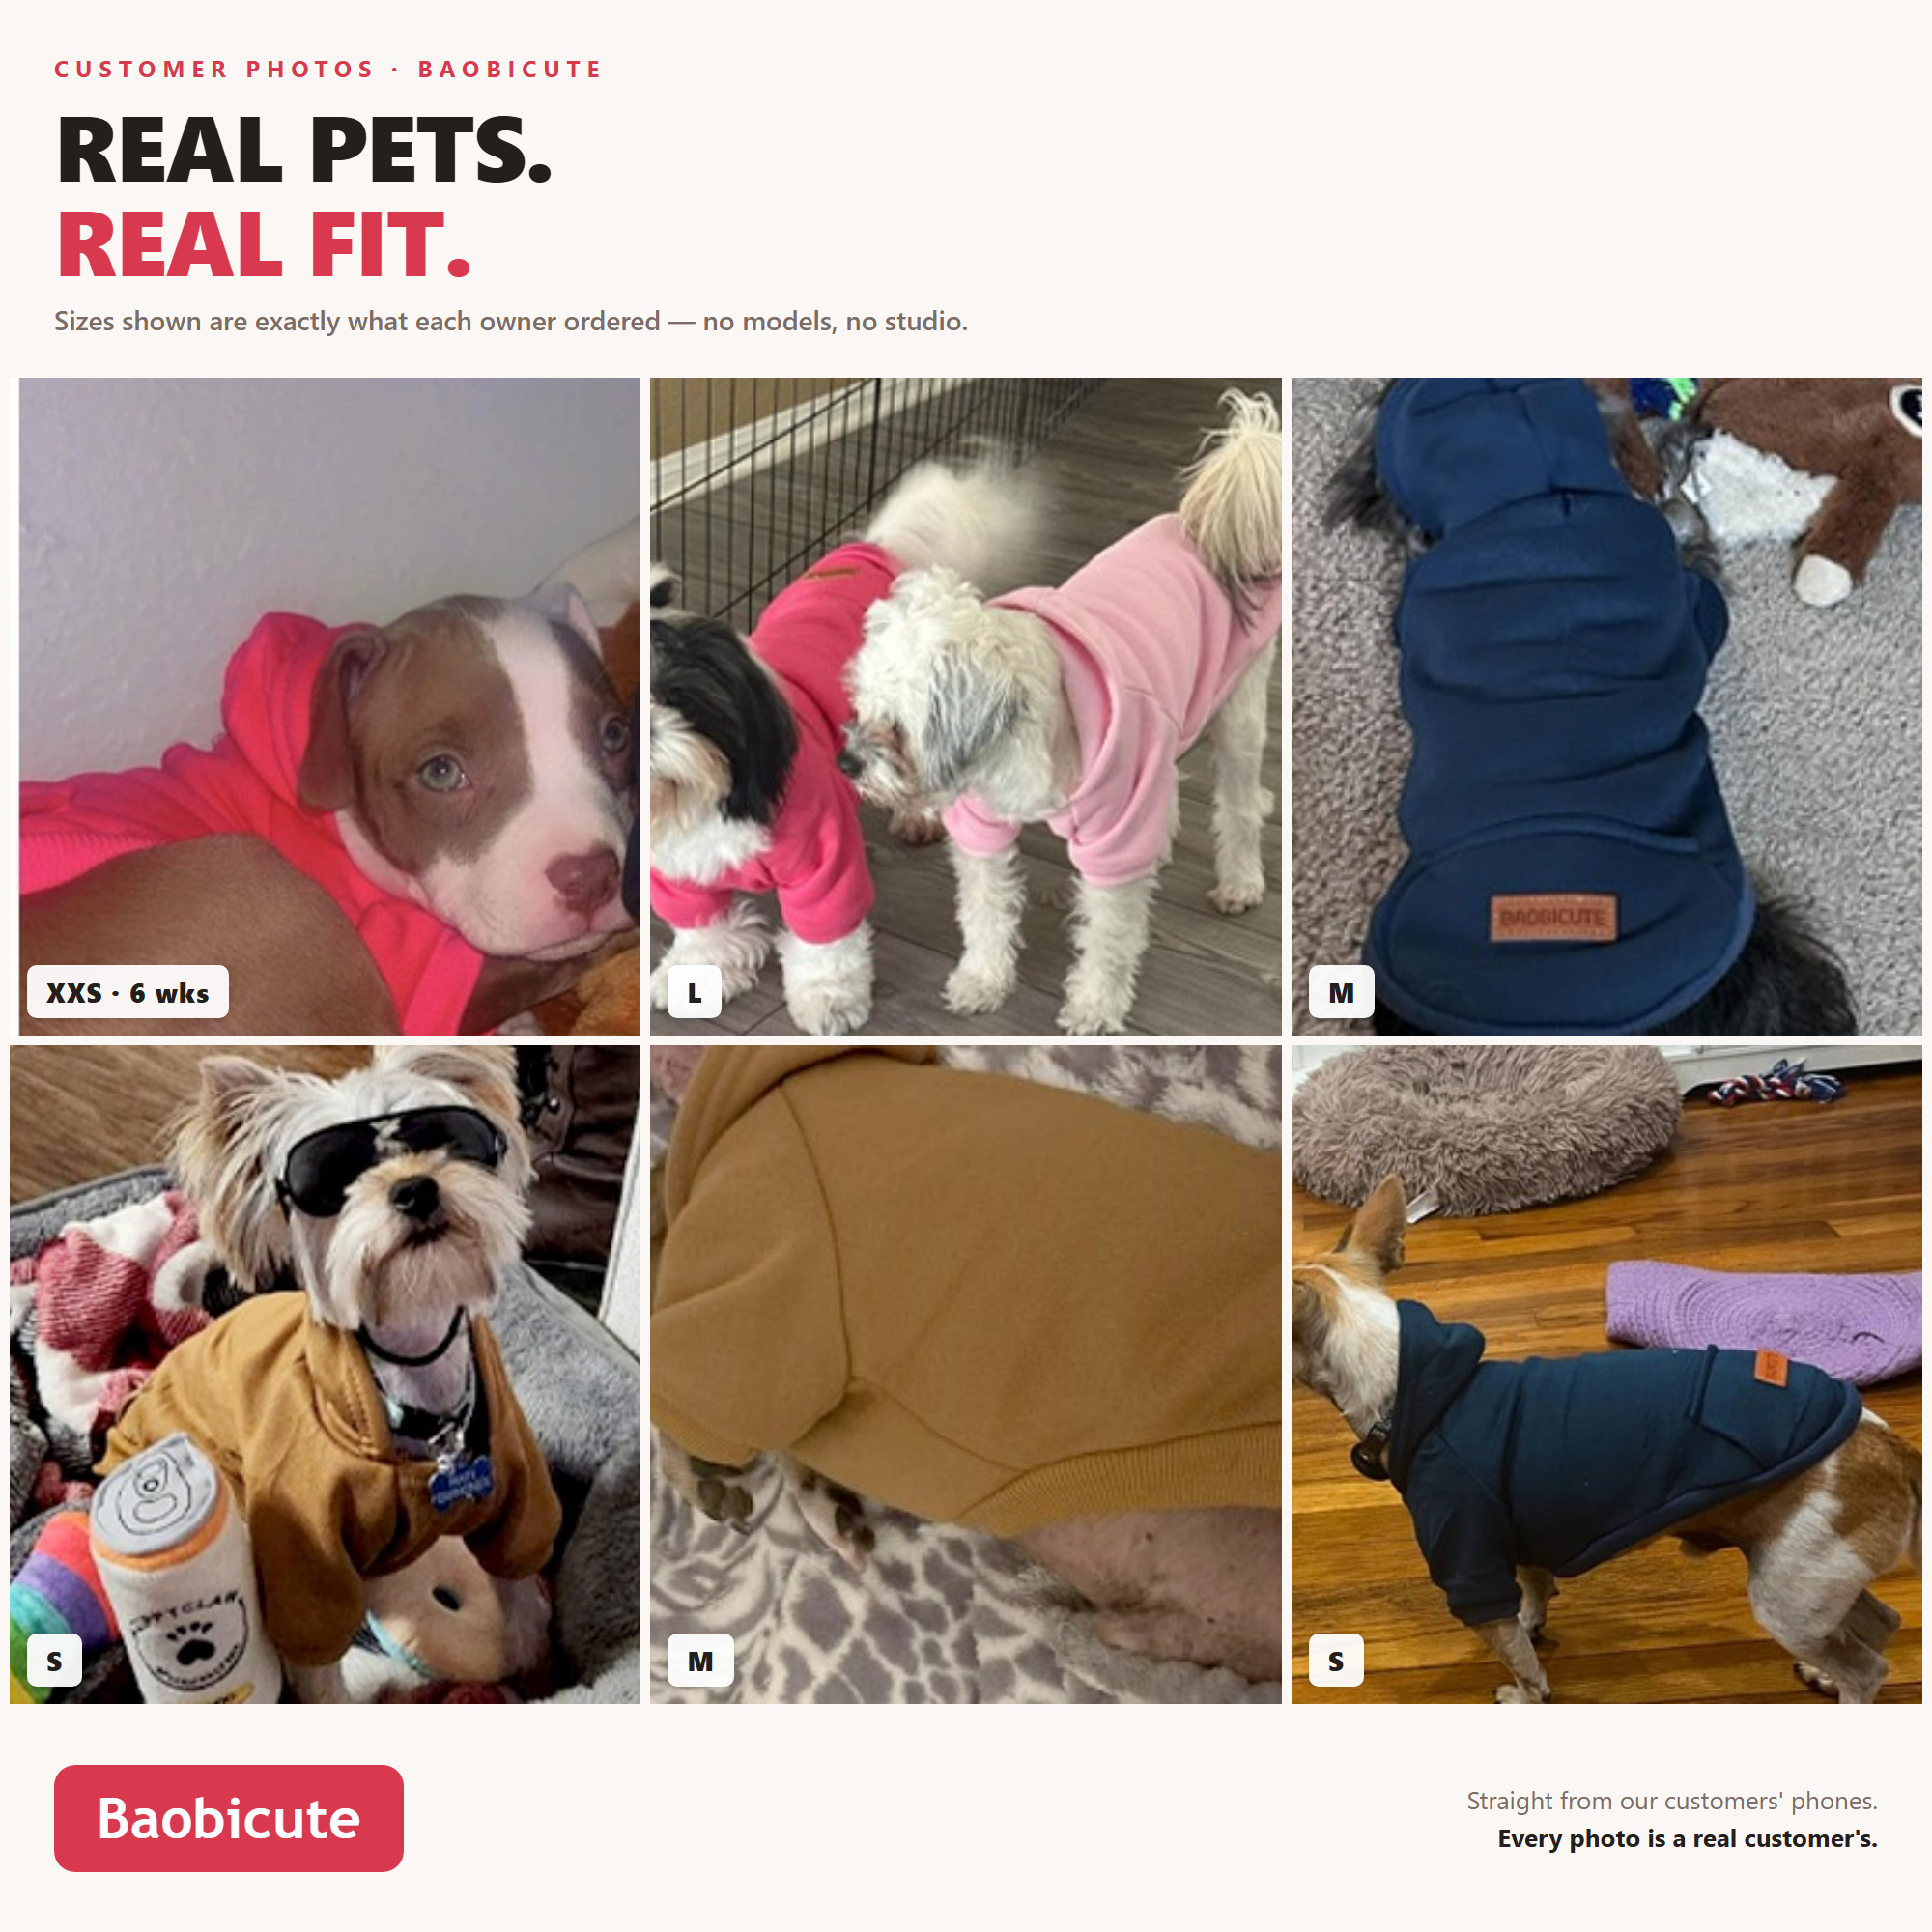 CUSTOMER PHOTOS · BAOBICUTE
REAL PETS.
REAL FIT.
Sizes shown are exactly what each owner ordered — no models, no studio.
XXS · 6 wks
L
BAOBICUTE
M
S
M
S
Baobicute
Straight from our customers' phones.
Every photo is a real customer's.